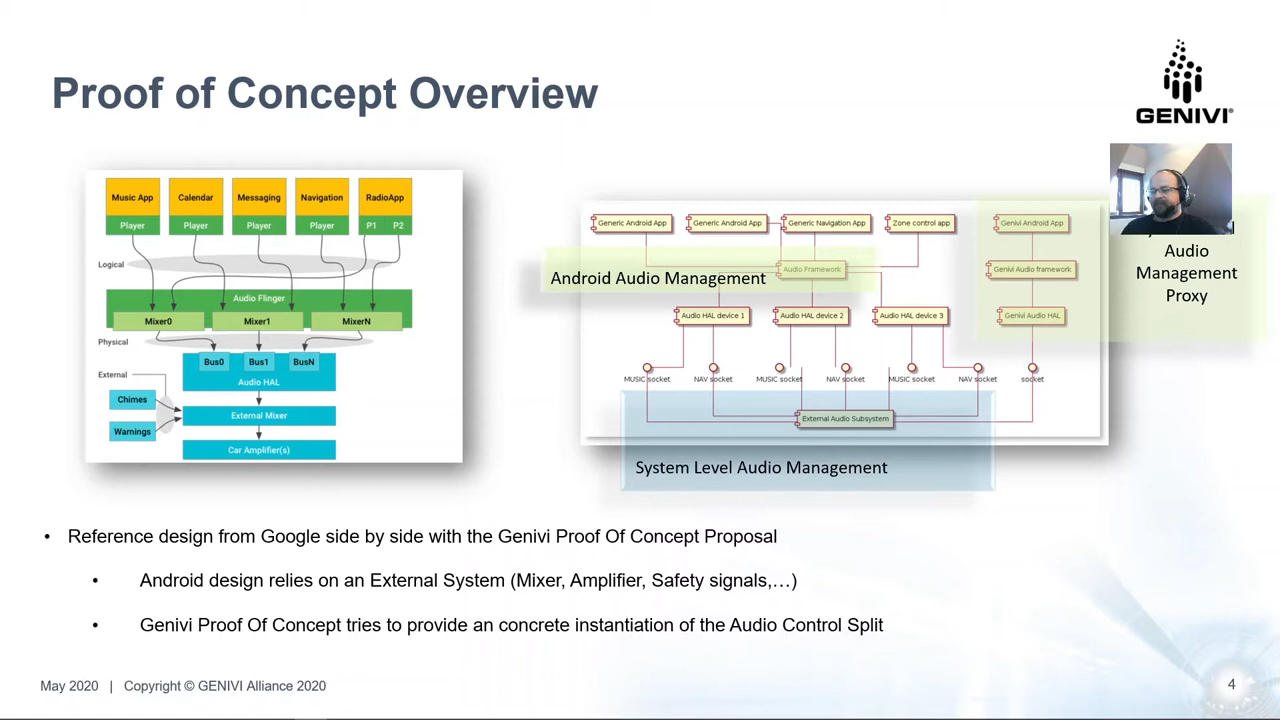 Proof of Concept Overview
GENIVI®
Music App
Calendar
Messaging
Navigation
RadioApp
Player
Player
Player
Player
P1
P2
Logical
Audio Flinger
Mixer0
Mixer1
MixerN
Physical
Bus0
Bus1
BusN
Audio HAL
External
Chimes
Warnings
External Mixer
Car Amplifier(s)
Generic Android App
Generic Android App
Generic Navigation App
Zone control app
Genivi Android App
Android Audio Management
Audio Framework
Genivi Audio framework
Audio HAL device 1
Audio HAL device 2
Audio HAL device 3
Genivi Audio HAL
MUSIC socket
NAV socket
MUSIC socket
NAV socket
MUSIC socket
NAV socket
socket
External Audio Subsystem
System Level Audio Management
Audio
Management
Proxy
• Reference design from Google side by side with the Genivi Proof Of Concept Proposal
• Android design relies on an External System (Mixer, Amplifier, Safety signals,…)
• Genivi Proof Of Concept tries to provide an concrete instantiation of the Audio Control Split
May 2020 | Copyright © GENIVI Alliance 2020
4